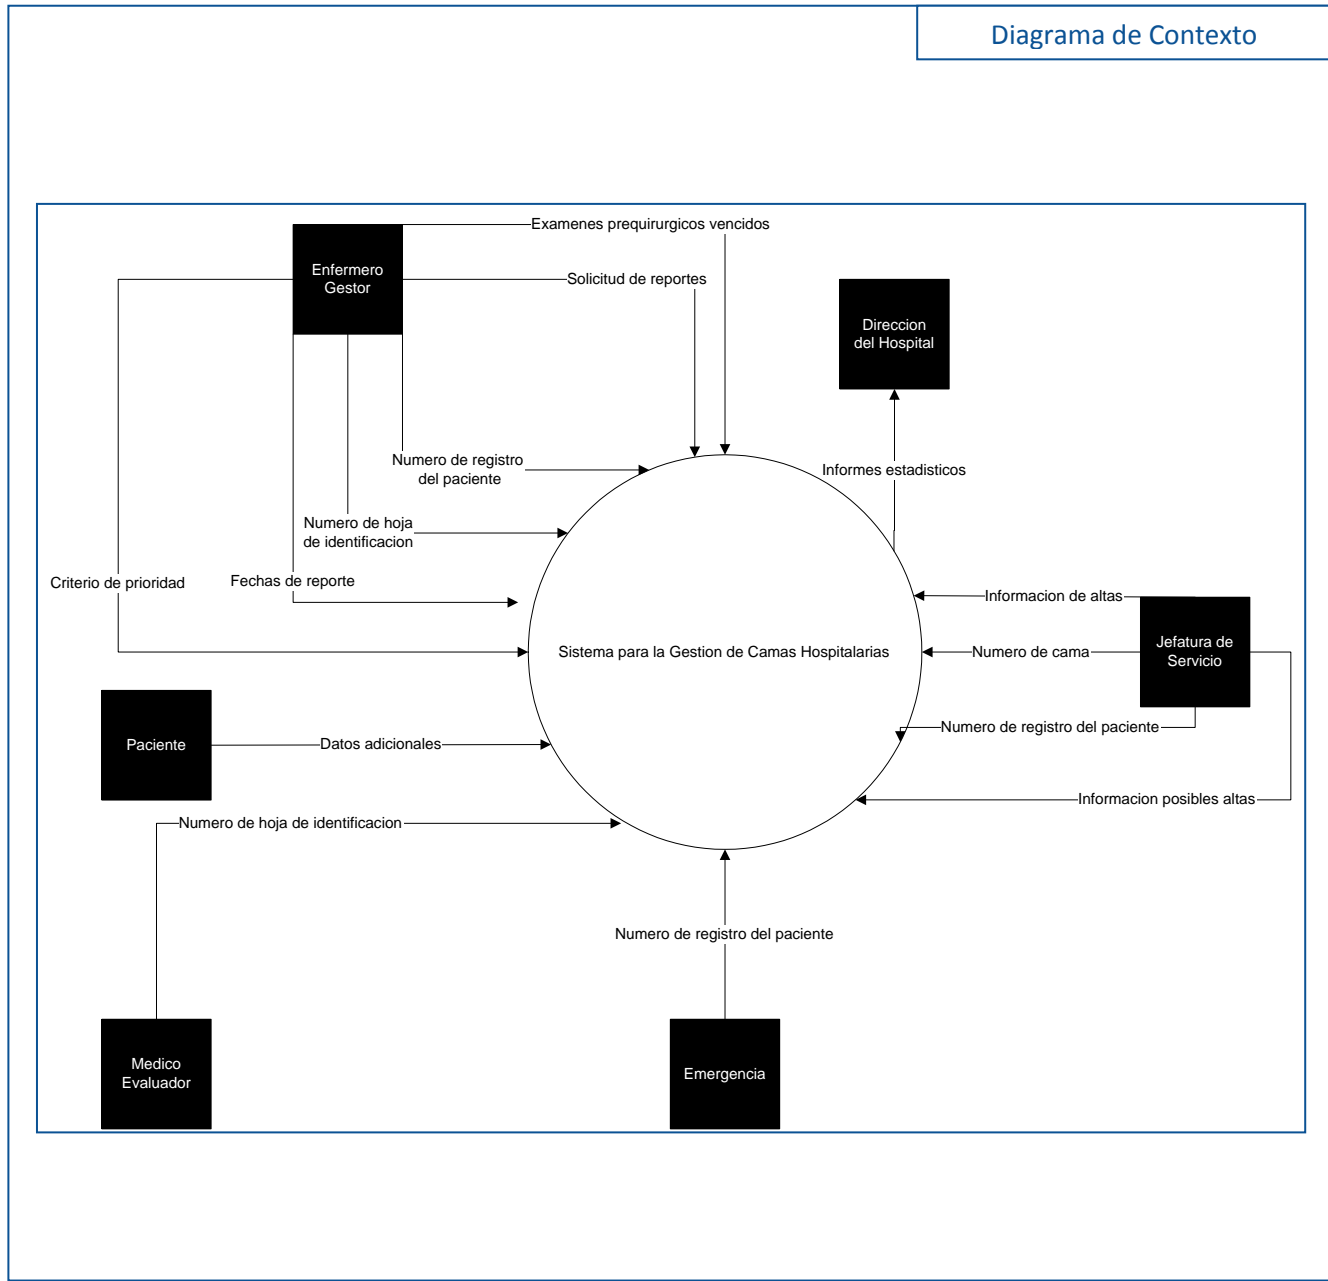 Diagrama de Contexto
Examenes prequirurgicos vencidos
Enfermero
Gestor
Solicitud de reportes
Direccion
del Hospital
Numero de registro
del paciente
Informes estadisticos
Numero de hoja
de identificacion
Criterio de prioridad
Fechas de reporte
Informacion de altas
Sistema para la Gestion de Camas Hospitalarias
Numero de cama
Jefatura de
Servicio
Numero de registro del paciente
Paciente
Datos adicionales
Informacion posibles altas
Numero de hoja de identificacion
Numero de registro del paciente
Medico
Evaluador
Emergencia